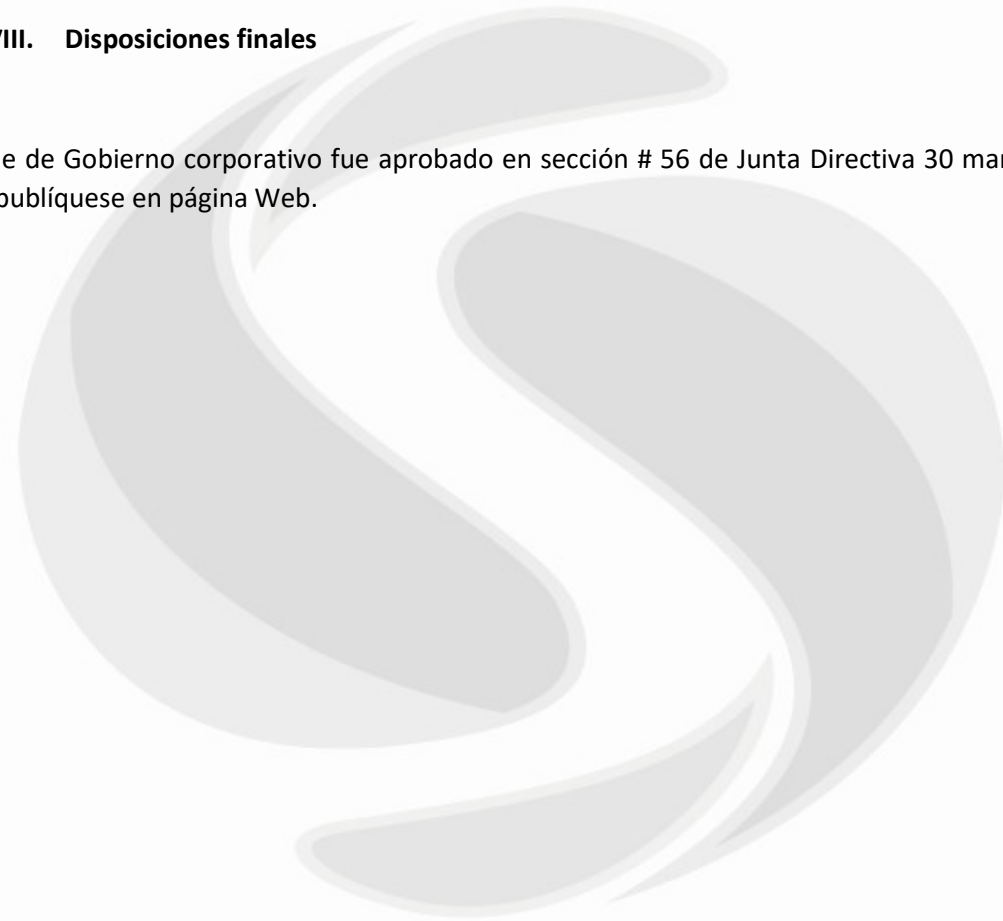 VIII. Disposiciones finales
e de Gobierno corporativo fue aprobado en sección # 56 de Junta Directiva 30 mar
publíquese en página Web.